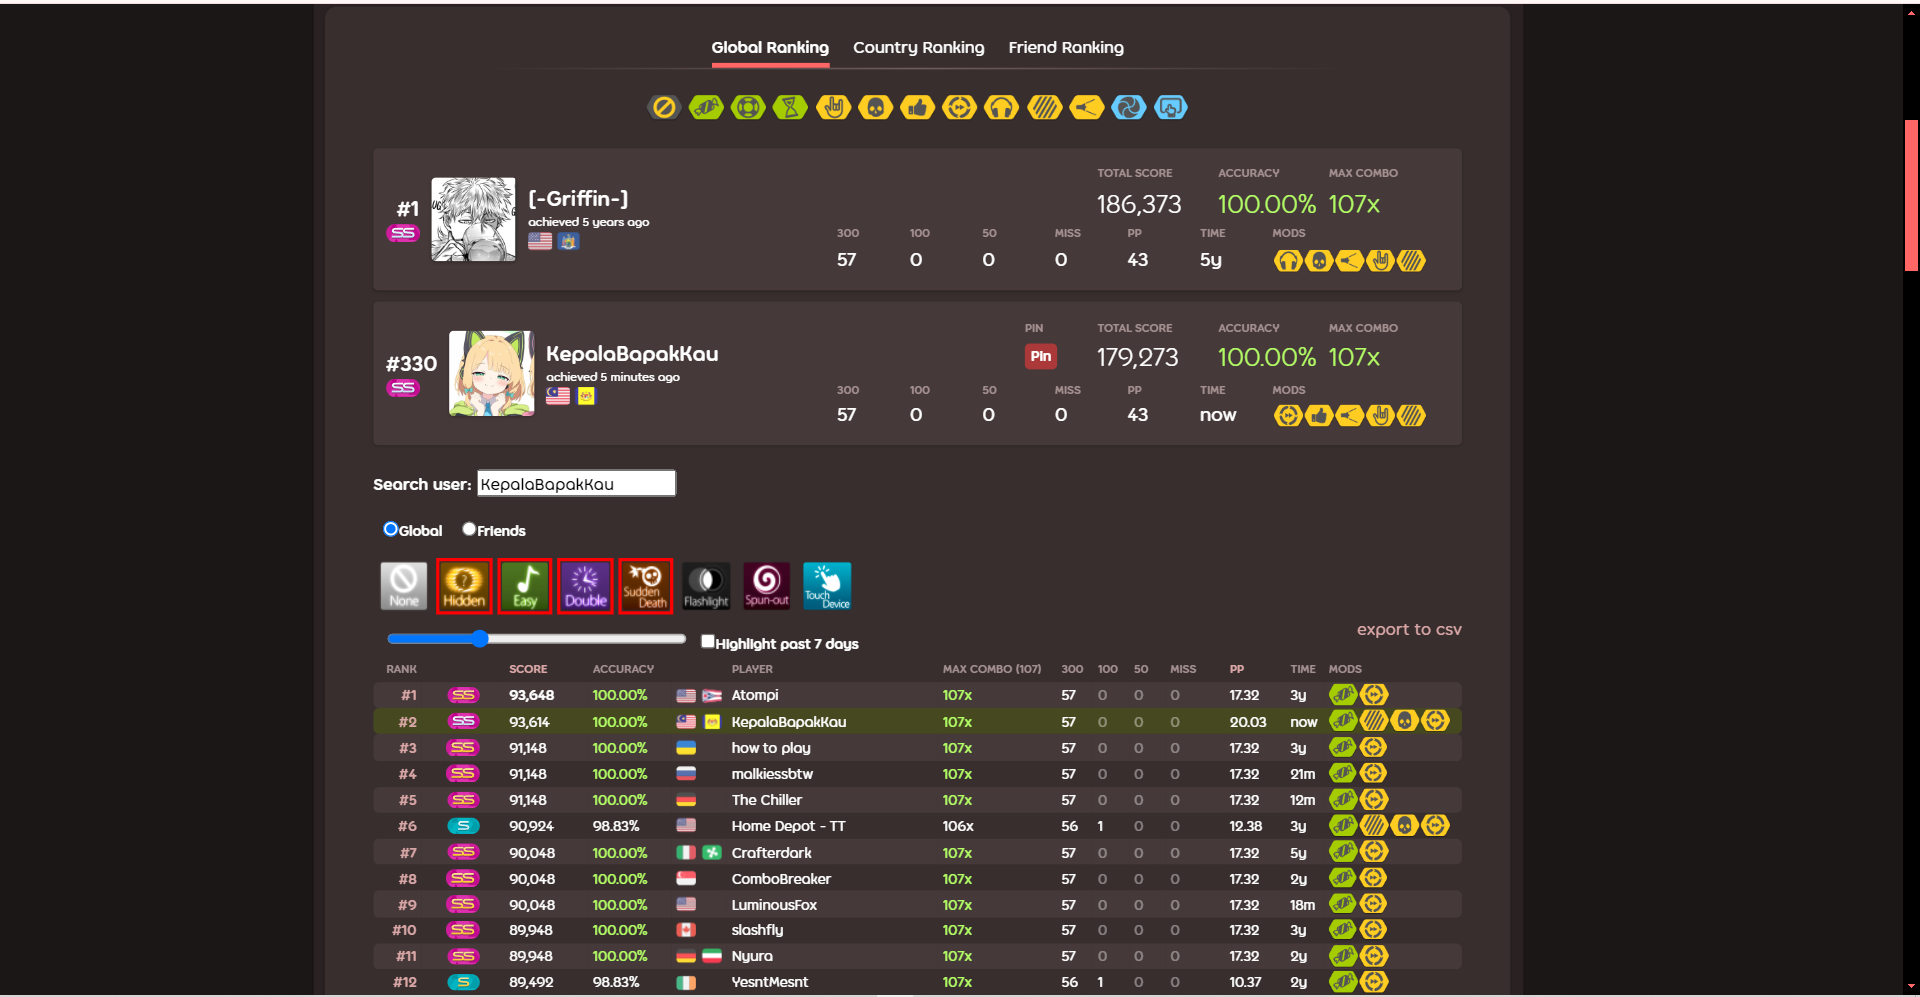 Global Ranking Country Ranking Friend Ranking
#1 SS [-Griffin-] achieved 5 years ago
TOTAL SCORE ACCURACY MAX COMBO
186,373 100.00% 107x
300 100 50 MISS PP TIME MODS
57 0 0 0 43 5y
#330 SS KepalaBapakKau achieved 5 minutes ago
PIN TOTAL SCORE ACCURACY MAX COMBO
Pin 179,273 100.00% 107x
300 100 50 MISS PP TIME MODS
57 0 0 0 43 now
Search user: KepalaBapakKau
Global Friends
None Hidden Easy Double Sudden Death Flashlight Spun-out Touch Device
Highlight past 7 days export to csv
RANK SCORE ACCURACY PLAYER MAX COMBO (107) 300 100 50 MISS PP TIME MODS
#1 SS 93,648 100.00% Atompi 107x 57 0 0 0 17.32 3y
#2 SS 93,614 100.00% KepalaBapakKau 107x 57 0 0 0 20.03 now
#3 SS 91,148 100.00% how to play 107x 57 0 0 0 17.32 3y
#4 SS 91,148 100.00% malkiessbtw 107x 57 0 0 0 17.32 21m
#5 SS 91,148 100.00% The Chiller 107x 57 0 0 0 17.32 12m
#6 S 90,924 98.83% Home Depot - TT 106x 56 1 0 0 12.38 3y
#7 SS 90,048 100.00% Crafterdark 107x 57 0 0 0 17.32 5y
#8 SS 90,048 100.00% ComboBreaker 107x 57 0 0 0 17.32 2y
#9 SS 90,048 100.00% LuminousFox 107x 57 0 0 0 17.32 18m
#10 SS 89,948 100.00% slashfly 107x 57 0 0 0 17.32 3y
#11 SS 89,948 100.00% Nyura 107x 57 0 0 0 17.32 2y
#12 S 89,492 98.83% YesntMesnt 107x 56 1 0 0 10.37 2y